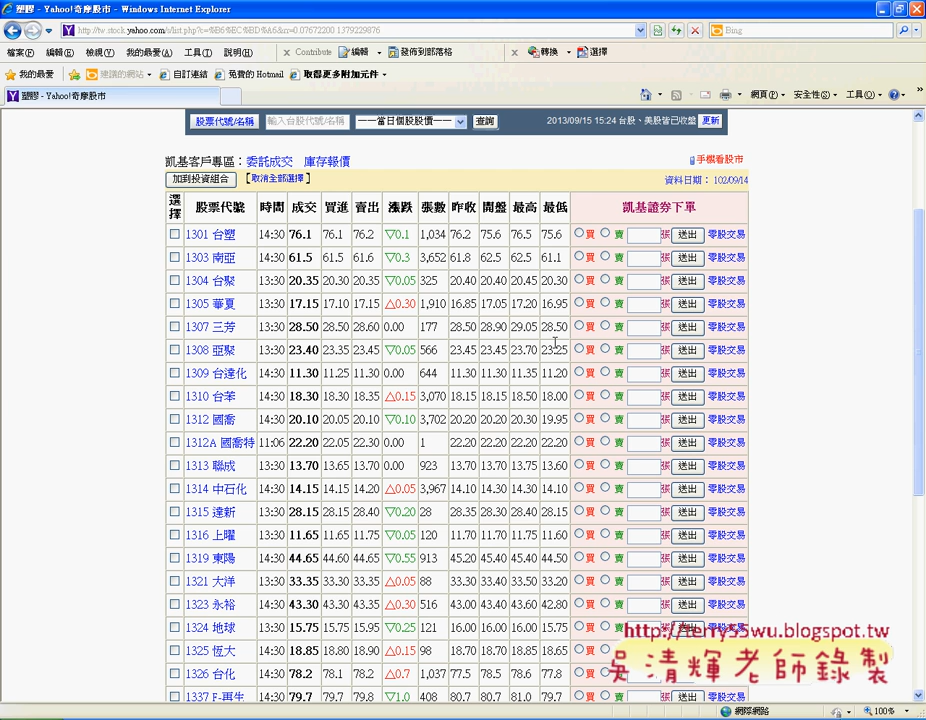 塑膠 - Yahoo!奇摩股市 - Windows Internet Explorer
http://tw.stock.yahoo.com/s/list.php?c=%B6%EC%BD%A6&rr=0.07672200 1379229876
Bing
檔案(F) 編輯(E) 檢視(V) 我的最愛(A) 工具(T) 說明(H) × Contribute 編輯 發佈到部落格 × 轉換 選擇
我的最愛 建議的網站 自訂連結 免費的 Hotmail 取得更多附加元件
塑膠 - Yahoo!奇摩股市 網頁(P) 安全性(S) 工具(O)
股票代號/名稱 輸入台股代號/名稱 ——當日個股股價—— 查詢 2013/09/15 15:24 台股、美股皆已收盤 更新
凱基客戶專區：委託成交 庫存報價 手機看股市
加到投資組合 【取消全部選擇】 資料日期： 102/09/14
選擇 股票代號 時間 成交 買進 賣出 漲跌 張數 昨收 開盤 最高 最低 凱基證券下單
1301 台塑 14:30 76.1 76.1 76.2 ▽0.1 1,034 76.2 75.6 76.5 75.6 買 賣 張 送出 零股交易
1303 南亞 14:30 61.5 61.5 61.6 ▽0.3 3,652 61.8 62.5 62.5 61.1 買 賣 張 送出 零股交易
1304 台聚 13:30 20.35 20.30 20.35 ▽0.05 325 20.40 20.40 20.45 20.30 買 賣 張 送出 零股交易
1305 華夏 14:30 17.15 17.10 17.15 △0.30 1,910 16.85 17.05 17.20 16.95 買 賣 張 送出 零股交易
1307 三芳 13:30 28.50 28.50 28.60 0.00 177 28.50 28.90 29.05 28.50 買 賣 張 送出 零股交易
1308 亞聚 13:30 23.40 23.35 23.45 ▽0.05 566 23.45 23.45 23.70 23.25 買 賣 張 送出 零股交易
1309 台達化 14:30 11.30 11.25 11.30 0.00 644 11.30 11.30 11.35 11.20 買 賣 張 送出 零股交易
1310 台苯 14:30 18.30 18.30 18.35 △0.15 3,070 18.15 18.15 18.50 18.00 買 賣 張 送出 零股交易
1312 國喬 14:30 20.10 20.05 20.10 ▽0.10 3,702 20.20 20.20 20.30 19.95 買 賣 張 送出 零股交易
1312A 國喬特 11:06 22.20 22.05 22.30 0.00 1 22.20 22.20 22.20 22.20 買 賣 張 送出 零股交易
1313 聯成 13:30 13.70 13.65 13.70 0.00 923 13.70 13.70 13.75 13.60 買 賣 張 送出 零股交易
1314 中石化 14:30 14.15 14.15 14.20 △0.05 3,967 14.10 14.30 14.30 14.10 買 賣 張 送出 零股交易
1315 達新 14:30 28.15 28.15 28.40 ▽0.20 28 28.35 28.30 28.40 28.15 買 賣 張 送出 零股交易
1316 上曜 13:30 11.65 11.65 11.75 ▽0.05 120 11.70 11.70 11.75 11.60 買 賣 張 送出 零股交易
1319 東陽 14:30 44.65 44.60 44.65 ▽0.55 913 45.20 45.40 45.40 44.50 買 賣 張 送出 零股交易
1321 大洋 13:30 33.35 33.30 33.35 △0.05 88 33.30 33.40 33.50 33.20 買 賣 張 送出 零股交易
1323 永裕 14:30 43.30 43.30 43.35 △0.30 516 43.00 43.40 43.60 42.80 買 賣 張 送出 零股交易
1324 地球 13:30 15.75 15.75 15.95 ▽0.25 121 16.00 16.00 16.00 15.75 買 賣
http://terry55wu.blogspot.tw
1325 恆大 14:30 18.85 18.80 18.90 △0.15 98 18.70 18.70 18.85 18.65 買
吳清輝老師錄製
1326 台化 14:30 78.2 78.1 78.2 △0.7 1,037 77.5 78.5 78.6 77.8 買
1337 F-再生 14:30 79.7 79.7 79.8 ▽1.0 408 80.7 80.7 81.0 79.7 買 賣 張 送出 零股交易
網際網路 100%